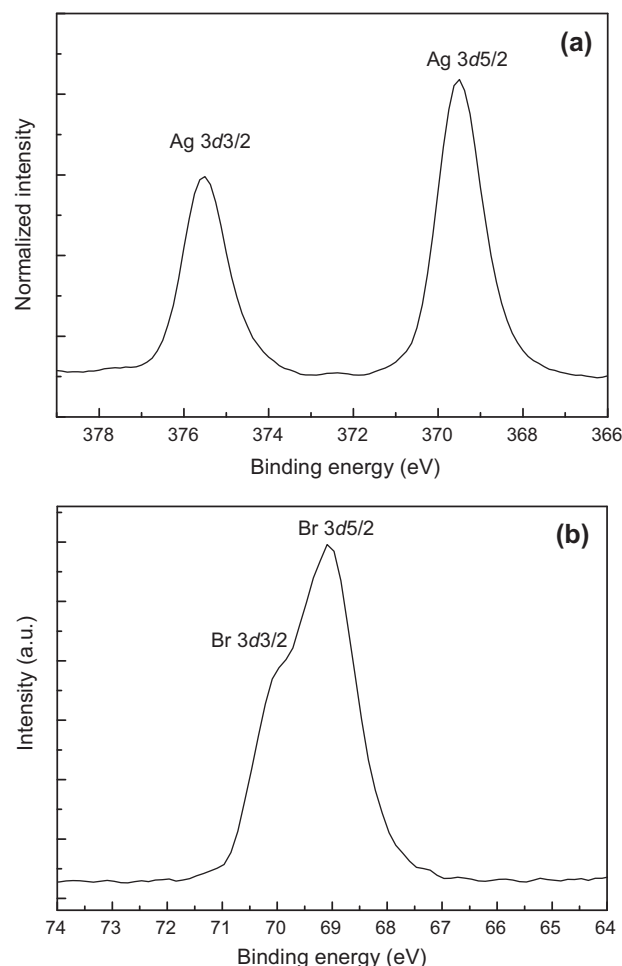 (a)
Ag 3d5/2
Ag 3d3/2
Normalized intensity
378 376 374 372 370 368 366
Binding energy (eV)
(b)
Br 3d5/2
Br 3d3/2
Intensity (a.u.)
74 73 72 71 70 69 68 67 66 65 64
Binding energy (eV)